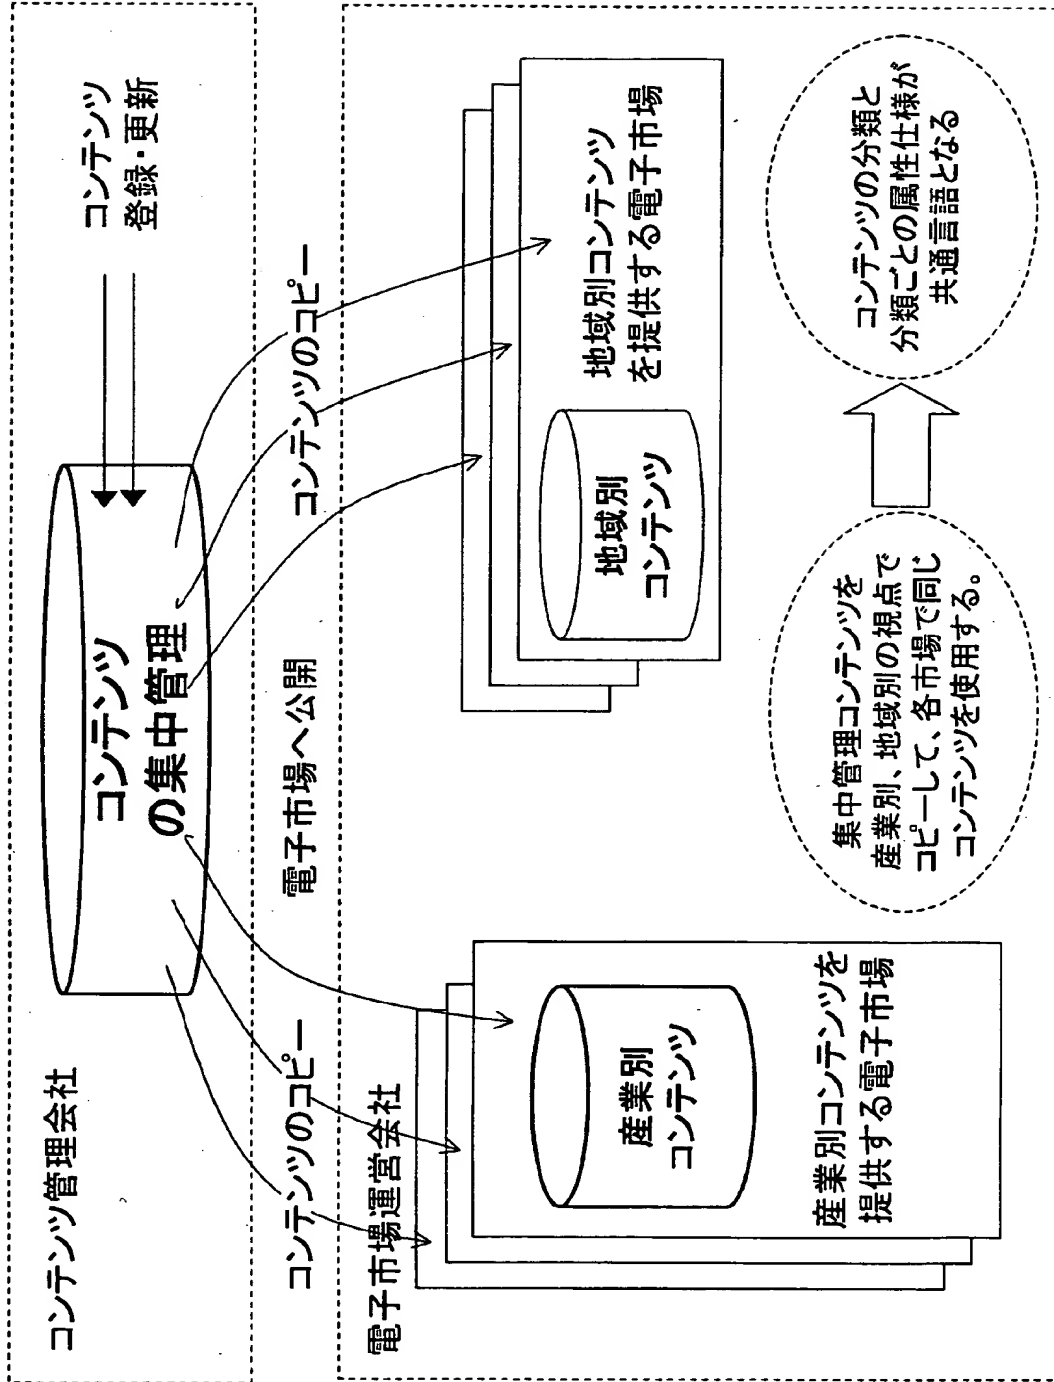 コンテンツ管理会社
コンテンツ
の集中管理
コンテンツ
登録・更新
コンテンツのコピー
電子市場へ公開
コンテンツのコピー
電子市場運営会社
産業別
コンテンツ
産業別コンテンツを
提供する電子市場
地域別
コンテンツ
地域別コンテンツ
を提供する電子市場
集中管理コンテンツを
産業別、地域別の視点で
コピーして、各市場で同じ
コンテンツを使用する。
コンテンツの分類と
分類ごとの属性仕様が
共通言語となる